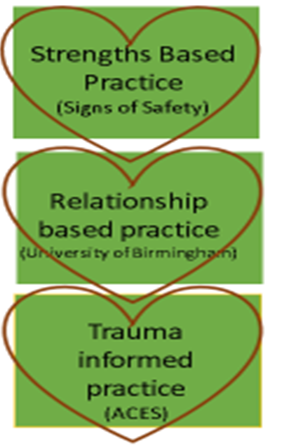 Strengths Based
Practice
(Signs of Safety)
Relationship
based practice
(University of Birmingham)
Trauma
informed
practice
(ACES)